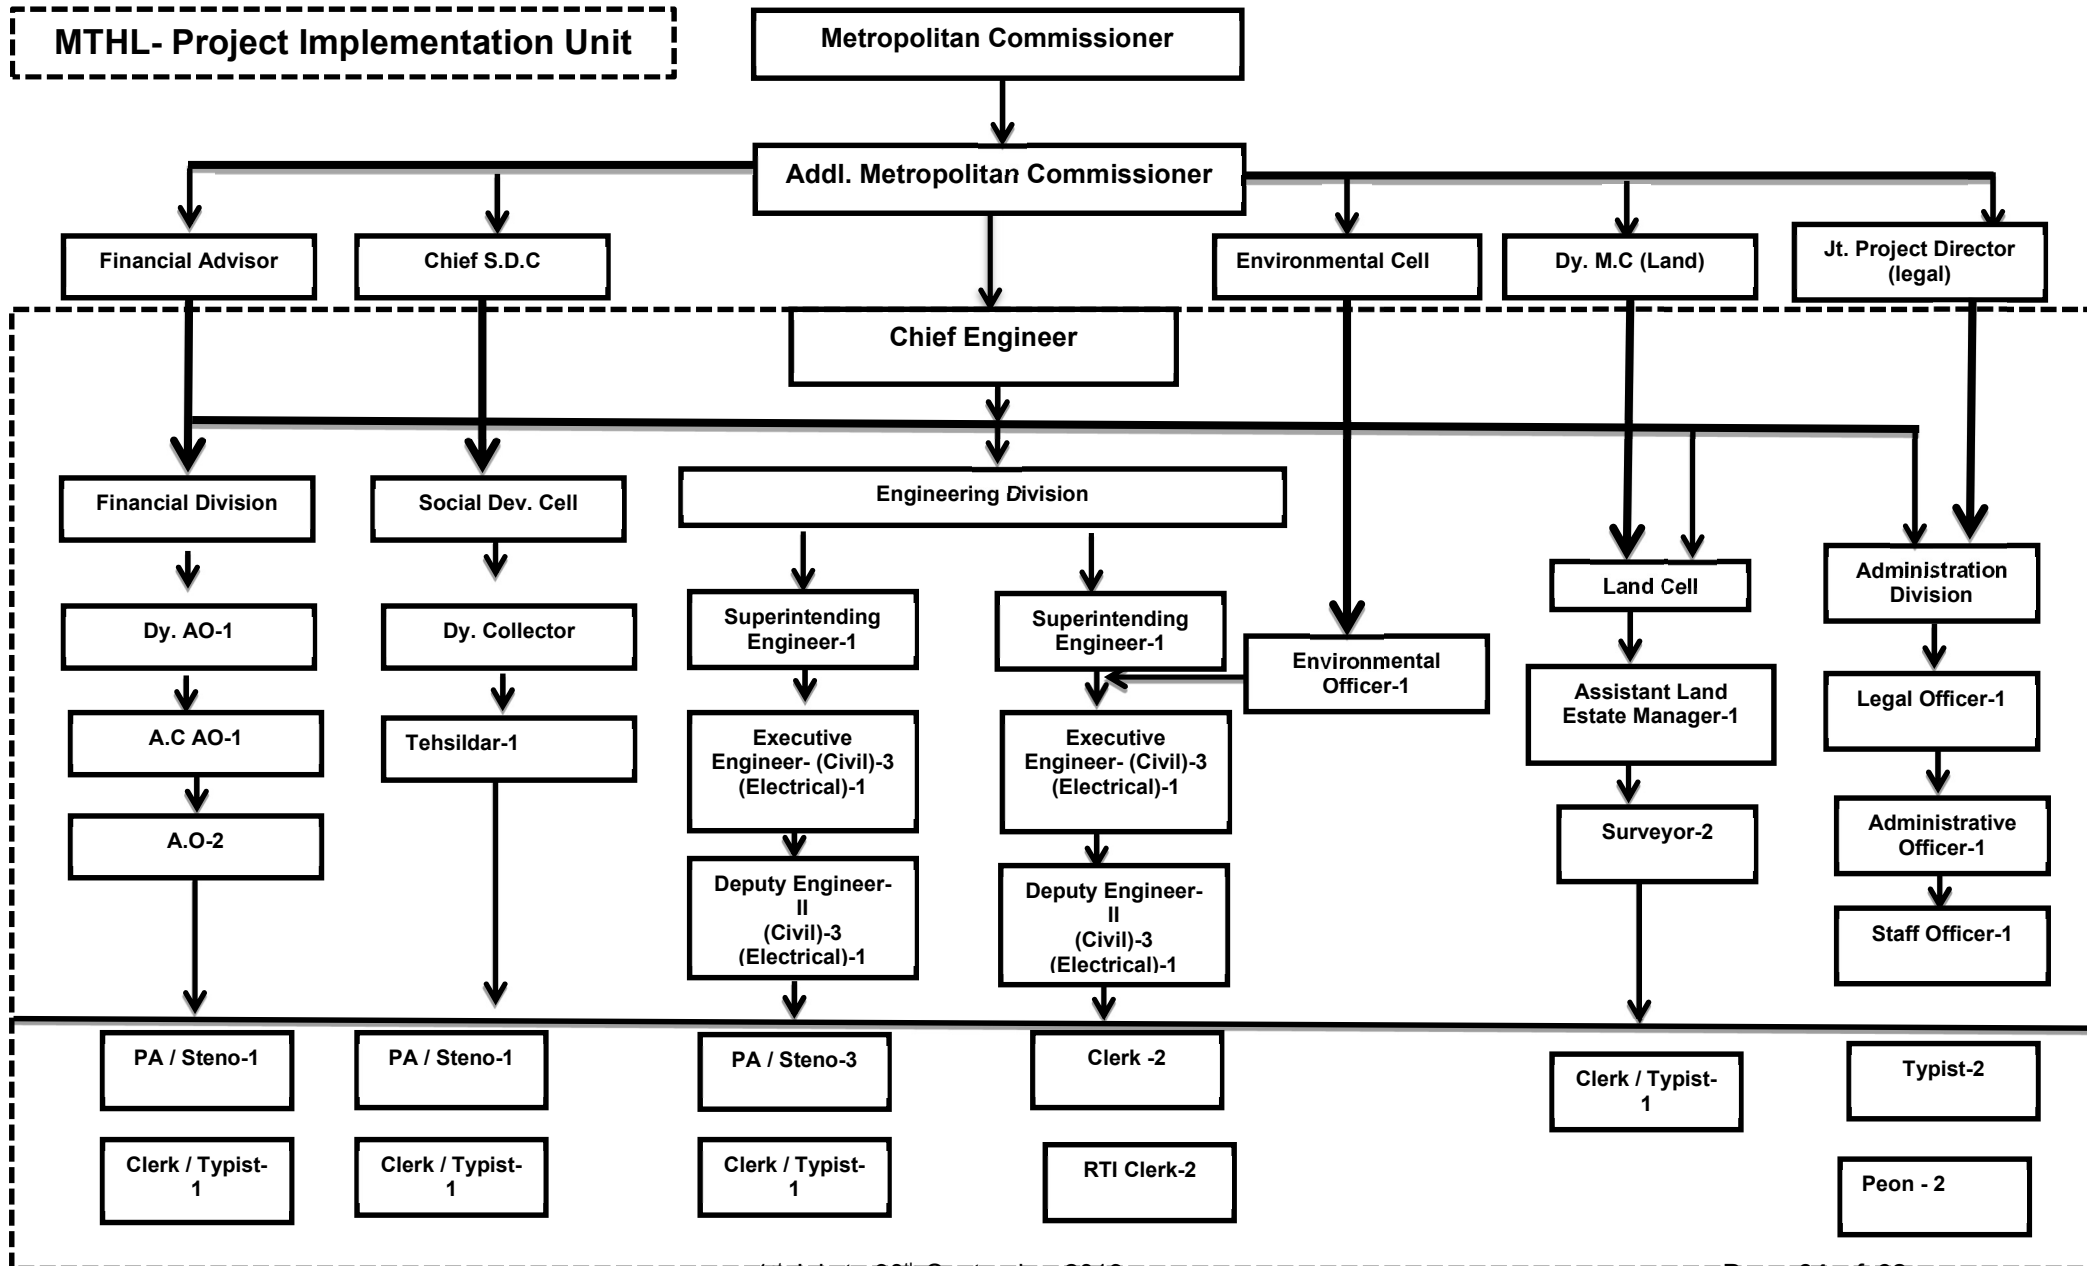 MTHL- Project Implementation Unit
Metropolitan Commissioner
Addl. Metropolitan Commissioner
Financial Advisor
Chief S.D.C
Environmental Cell
Dy. M.C (Land)
Jt. Project Director
(legal)
Chief Engineer
Financial Division
Social Dev. Cell
Engineering Division
Land Cell
Administration
Division
Dy. AO-1
Dy. Collector
Superintending
Engineer-1
Superintending
Engineer-1
Environmental
Officer-1
Assistant Land
Estate Manager-1
Legal Officer-1
A.C AO-1
Tehsildar-1
Executive
Engineer- (Civil)-3
(Electrical)-1
Executive
Engineer- (Civil)-3
(Electrical)-1
A.O-2
Surveyor-2
Administrative
Officer-1
Deputy Engineer-
II
(Civil)-3
(Electrical)-1
Deputy Engineer-
II
(Civil)-3
(Electrical)-1
Staff Officer-1
PA / Steno-1
PA / Steno-1
PA / Steno-3
Clerk -2
Clerk / Typist-
1
Typist-2
Clerk / Typist-
1
Clerk / Typist-
1
Clerk / Typist-
1
RTI Clerk-2
Peon - 2